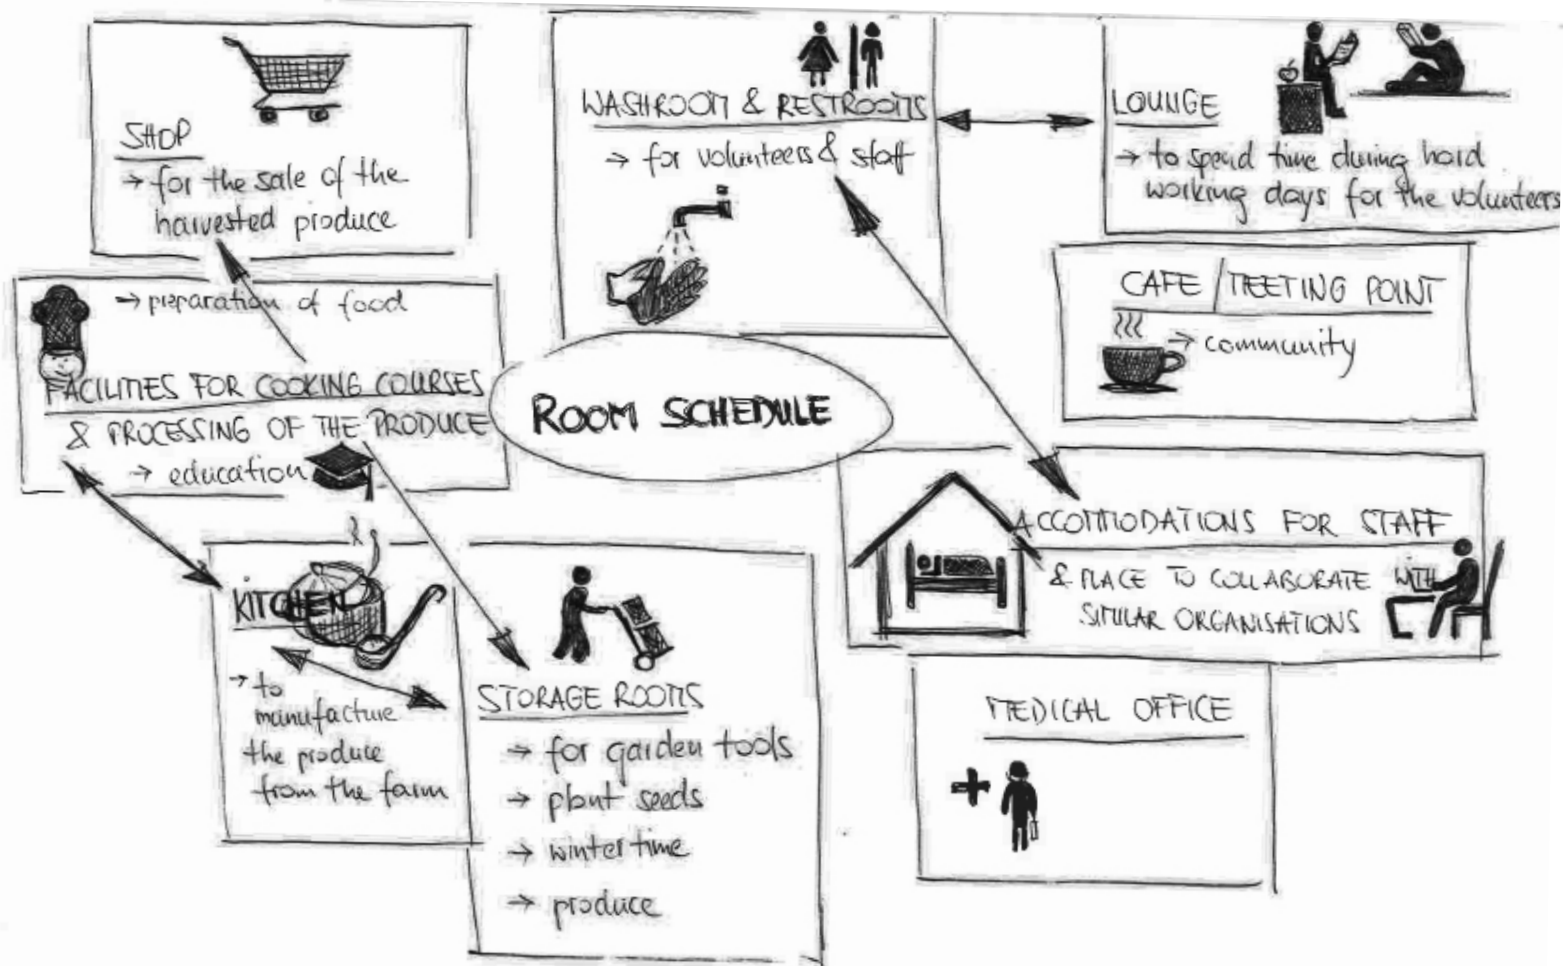 SHOP
→ for the sale of the
harvested produce
WASHROOM & RESTROOMS
→ for volunteers & staff
LOUNGE
→ to spend time during hard
working days for the volunteers
CAFE / MEETING POINT
→ community
→ preparation of food
FACILITIES FOR COOKING COURSES
& PROCESSING OF THE PRODUCE
→ education
ROOM SCHEDULE
ACCOMMODATIONS FOR STAFF
& PLACE TO COLLABORATE WITH
SIMILAR ORGANISATIONS
KITCHEN
→ to
manufacture
the produce
from the farm
STORAGE ROOMS
→ for garden tools
→ plant seeds
→ winter time
→ produce
MEDICAL OFFICE